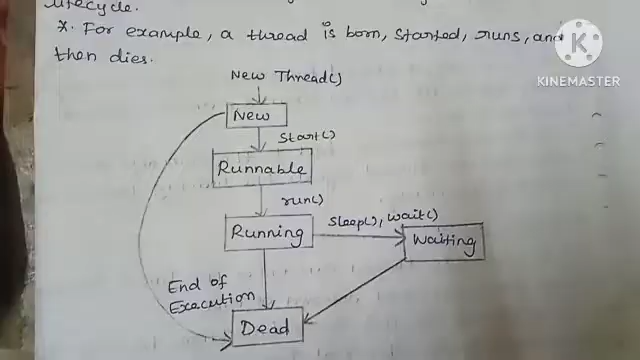 lifecycle.
*. For example, a thread is born, started, runs, and
then dies.
KINEMASTER
New Thread()
New
Start()
Runnable
run()
Running
Sleep(), wait()
Waiting
End of
Execution
Dead